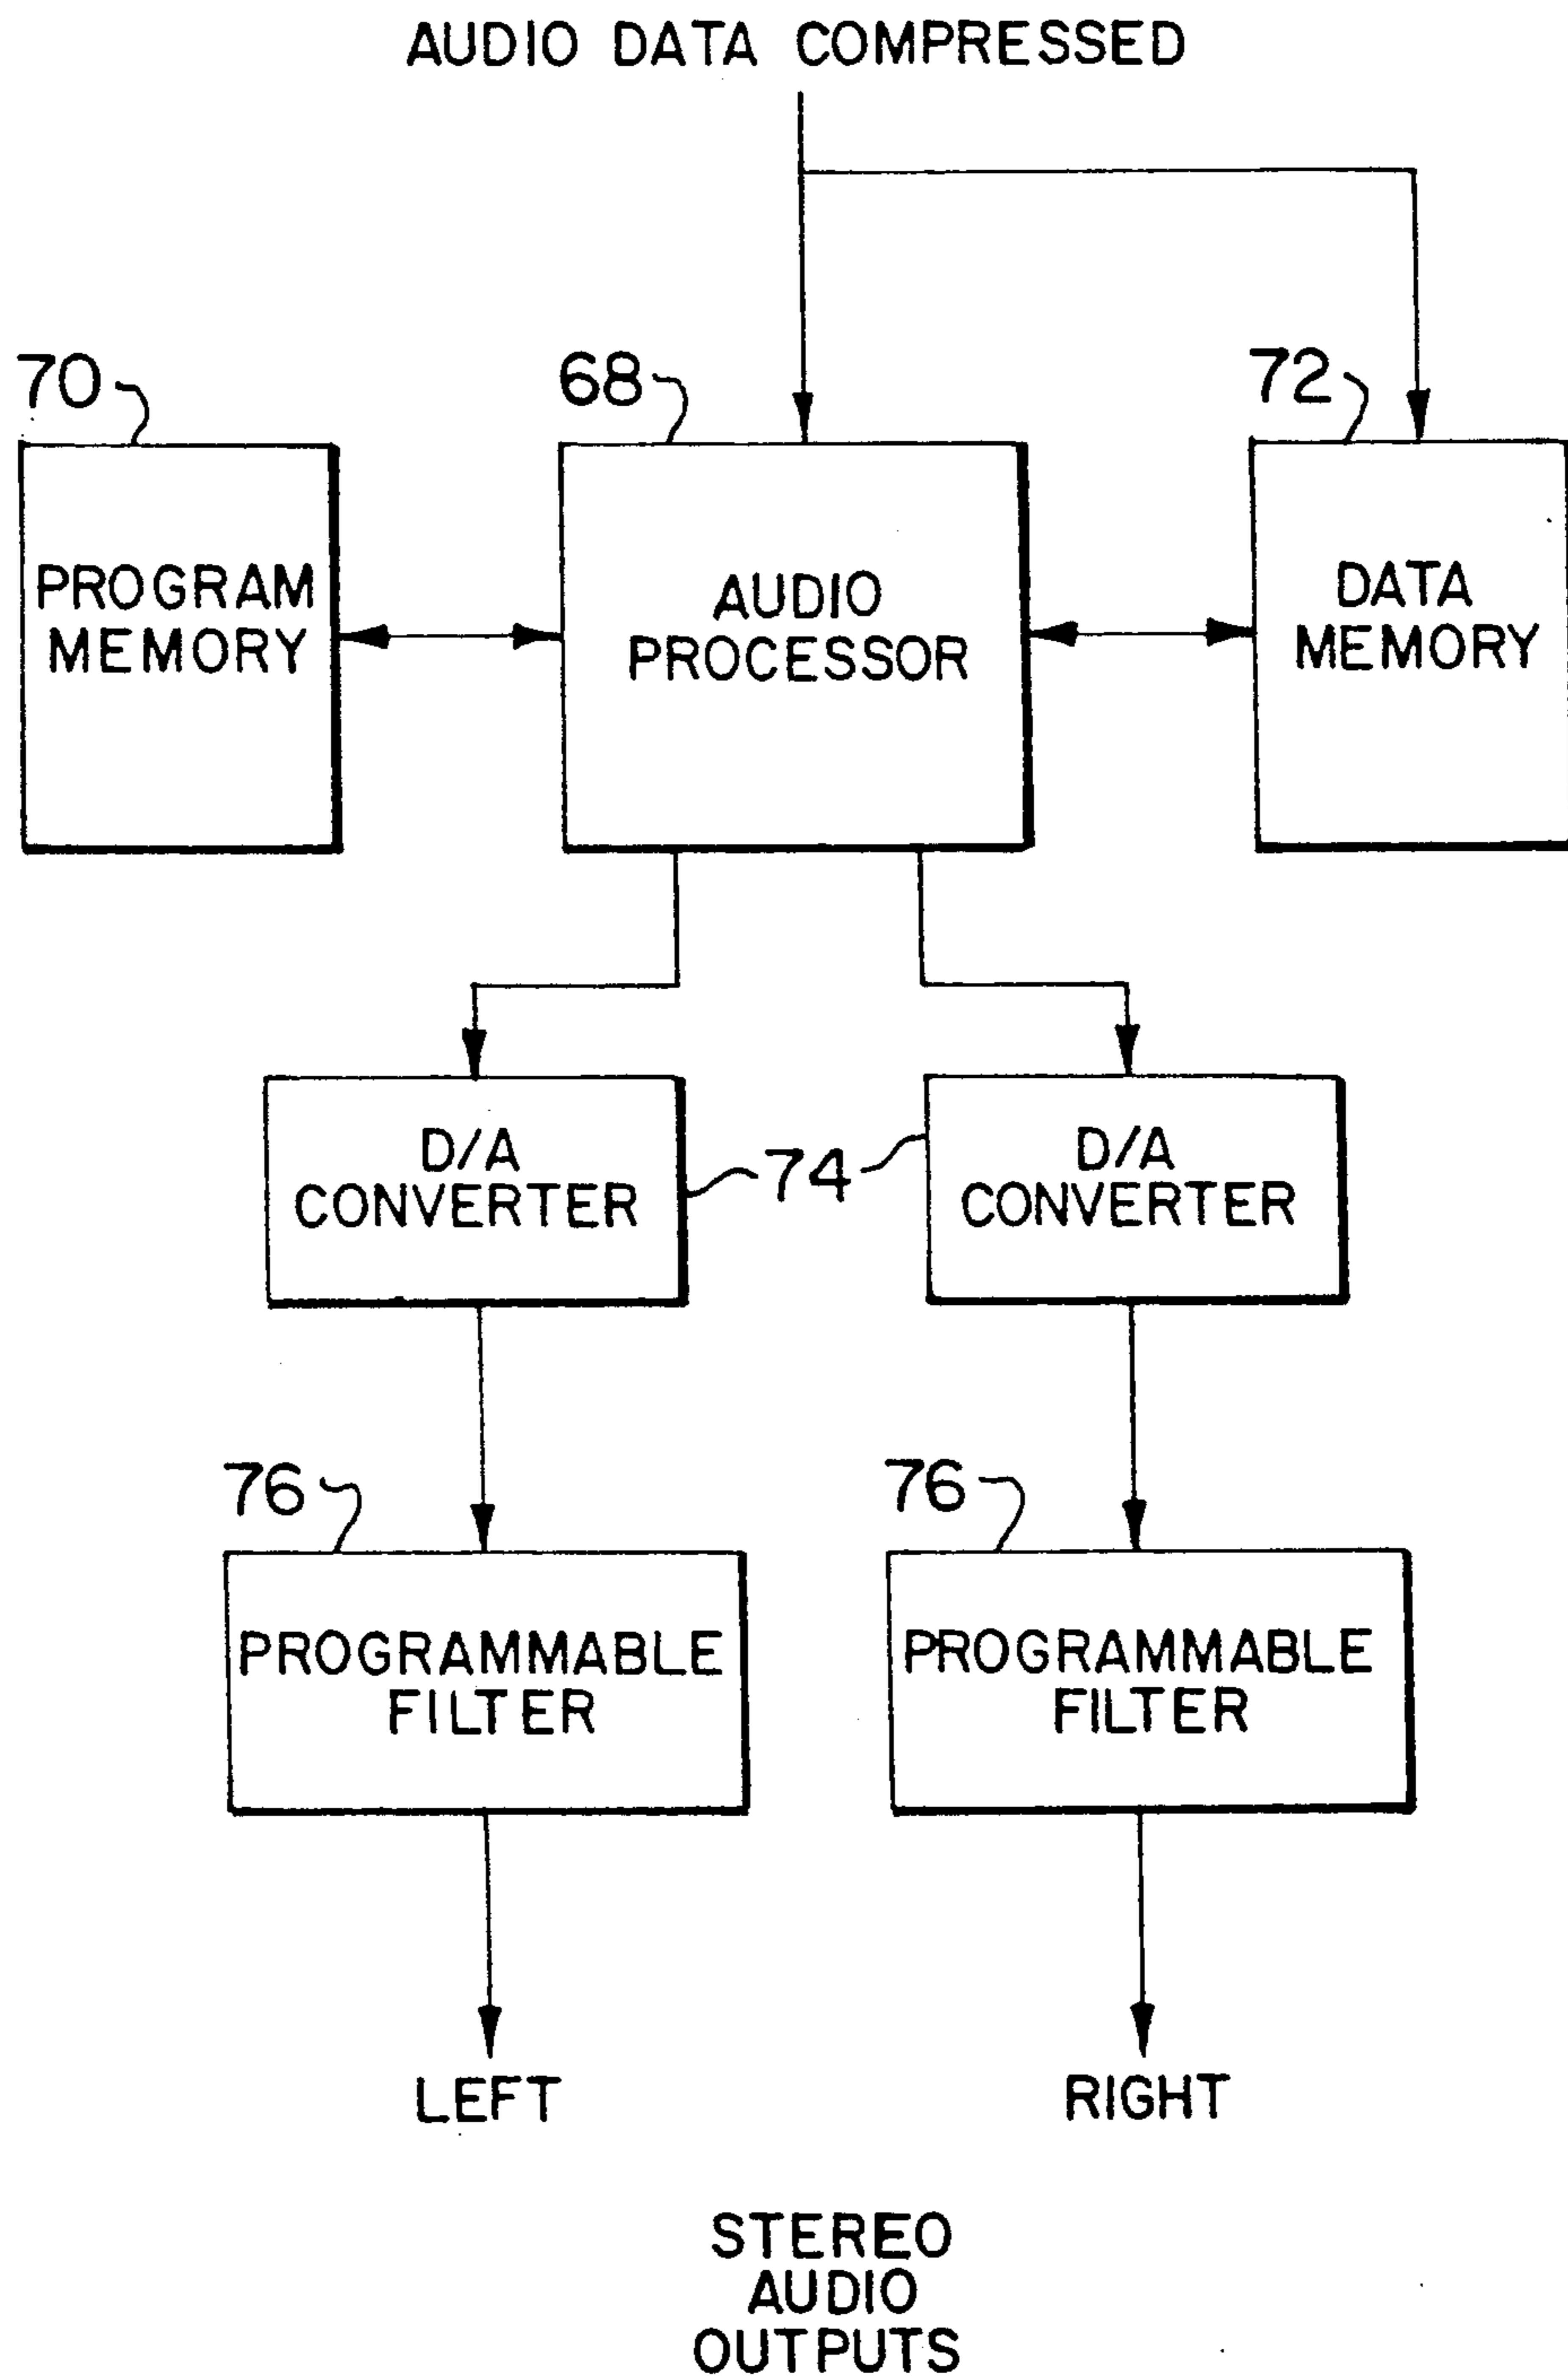 AUDIO DATA COMPRESSED
70
68
72
PROGRAM
MEMORY
AUDIO
PROCESSOR
DATA
MEMORY
D/A
CONVERTER
74
D/A
CONVERTER
76
76
PROGRAMMABLE
FILTER
PROGRAMMABLE
FILTER
LEFT
RIGHT
STEREO
AUDIO
OUTPUTS